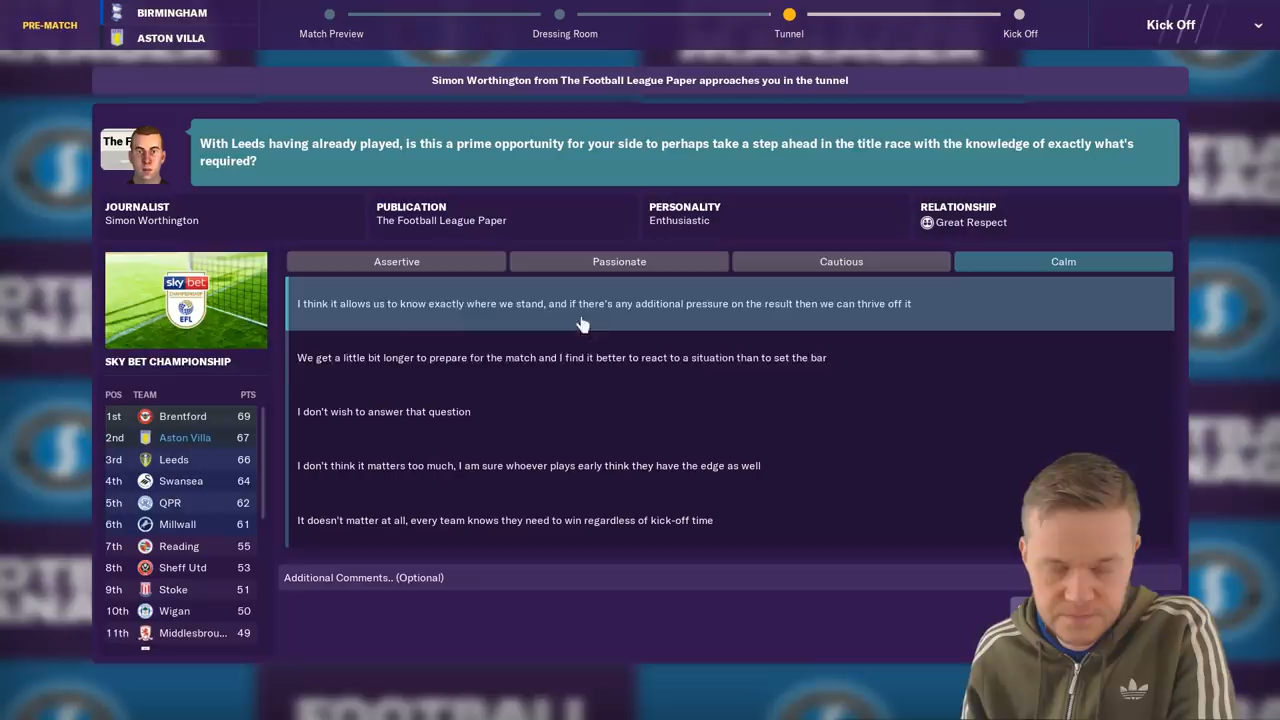 PRE-MATCH
BIRMINGHAM
ASTON VILLA
Match Preview
Dressing Room
Tunnel
Kick Off
Kick Off
Simon Worthington from The Football League Paper approaches you in the tunnel
The F
With Leeds having already played, is this a prime opportunity for your side to perhaps take a step ahead in the title race with the knowledge of exactly what's
required?
JOURNALIST
Simon Worthington
PUBLICATION
The Football League Paper
PERSONALITY
Enthusiastic
RELATIONSHIP
Great Respect
sky bet
CHAMPIONSHIP
EFL
SKY BET CHAMPIONSHIP
POS TEAM PTS
1st Brentford 69
2nd Aston Villa 67
3rd Leeds 66
4th Swansea 64
5th QPR 62
6th Millwall 61
7th Reading 55
8th Sheff Utd 53
9th Stoke 51
10th Wigan 50
11th Middlesbrou... 49
Assertive
Passionate
Cautious
Calm
I think it allows us to know exactly where we stand, and if there's any additional pressure on the result then we can thrive off it
We get a little bit longer to prepare for the match and I find it better to react to a situation than to set the bar
I don't wish to answer that question
I don't think it matters too much, I am sure whoever plays early think they have the edge as well
It doesn't matter at all, every team knows they need to win regardless of kick-off time
Additional Comments.. (Optional)
adidas